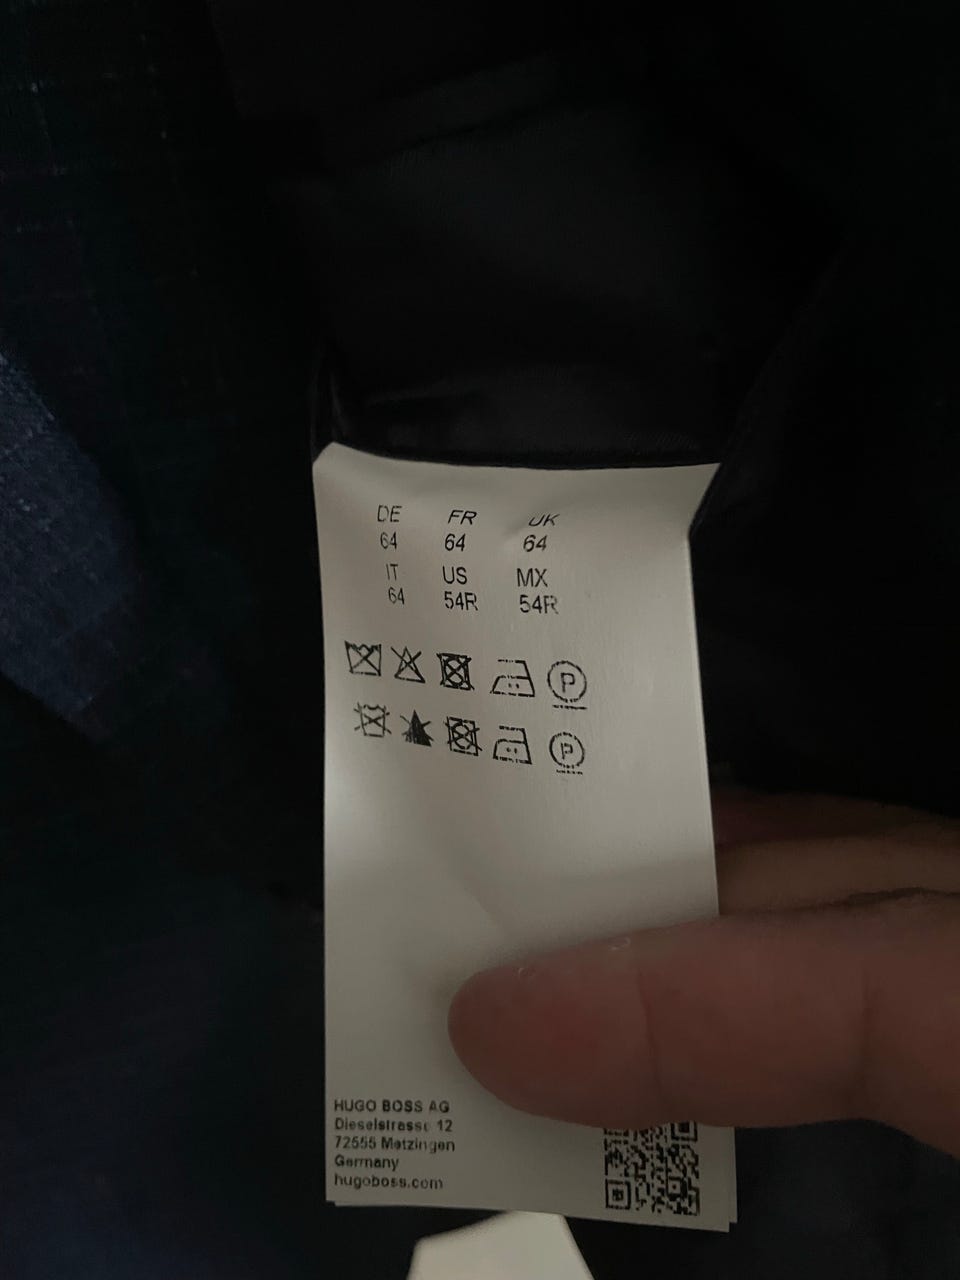 DE FR UK
64 64 64
IT US MX
64 54R 54R
P
P
HUGO BOSS AG
Dieselstrasse 12
72555 Metzingen
Germany
hugoboss.com